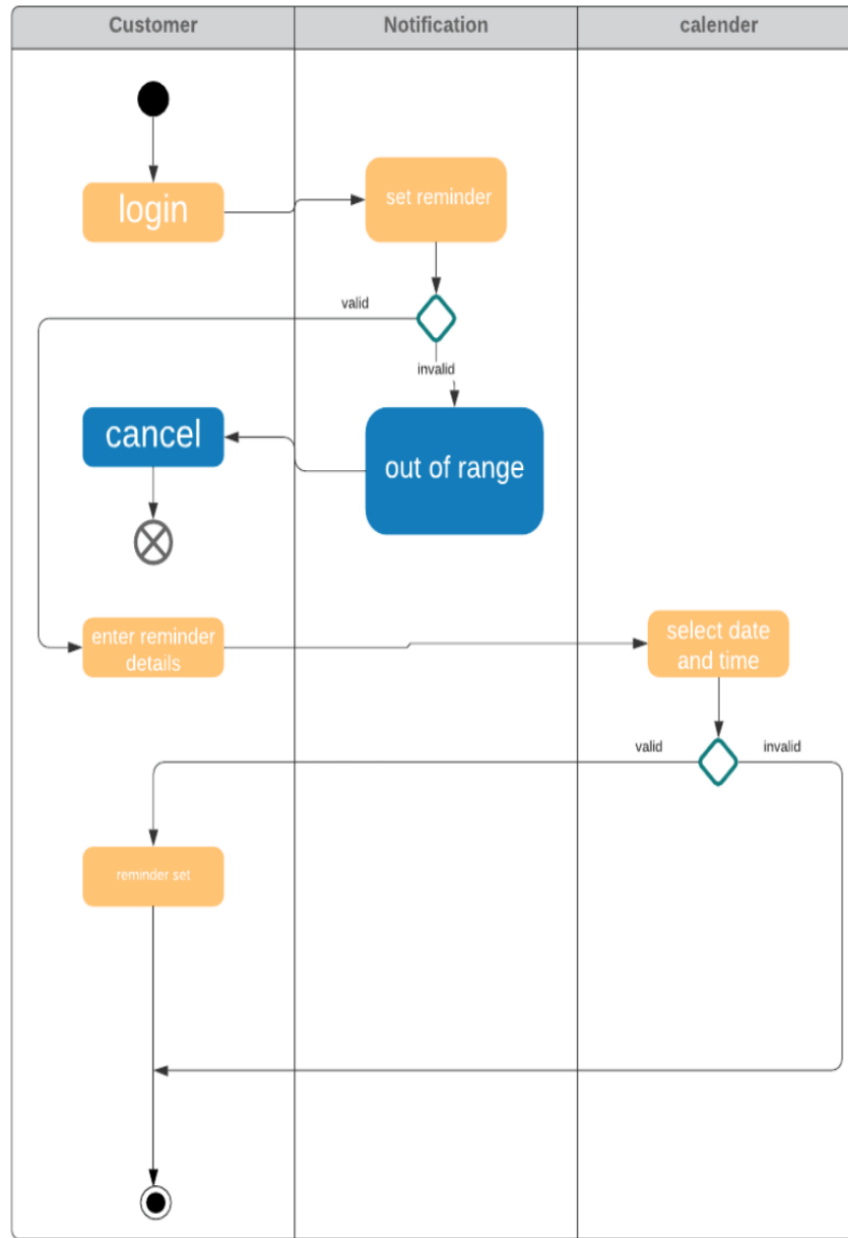 Customer
Notification
calender
login
set reminder
valid
invalid
cancel
out of range
enter reminder
details
select date
and time
valid
invalid
reminder set